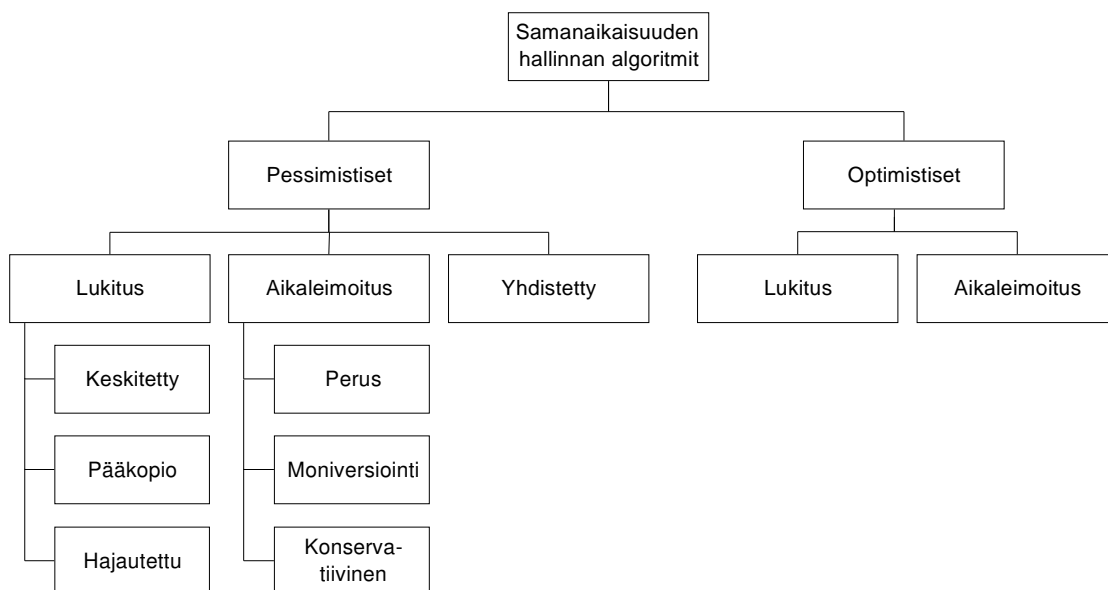 Samanaikaisuuden
hallinnan algoritmit
Pessimistiset
Optimistiset
Lukitus
Aikaleimoitus
Yhdistetty
Lukitus
Aikaleimoitus
Keskitetty
Perus
Pääkopio
Moniversiointi
Hajautettu
Konserva-
tiivinen